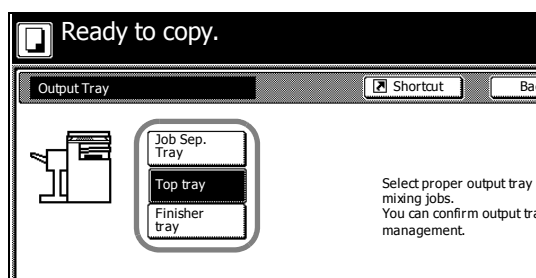 Ready to copy.
Output Tray
Shortcut
Job Sep.
Tray
Top tray
Finisher
tray
Select proper output tray
mixing jobs.
You can confirm output
management.